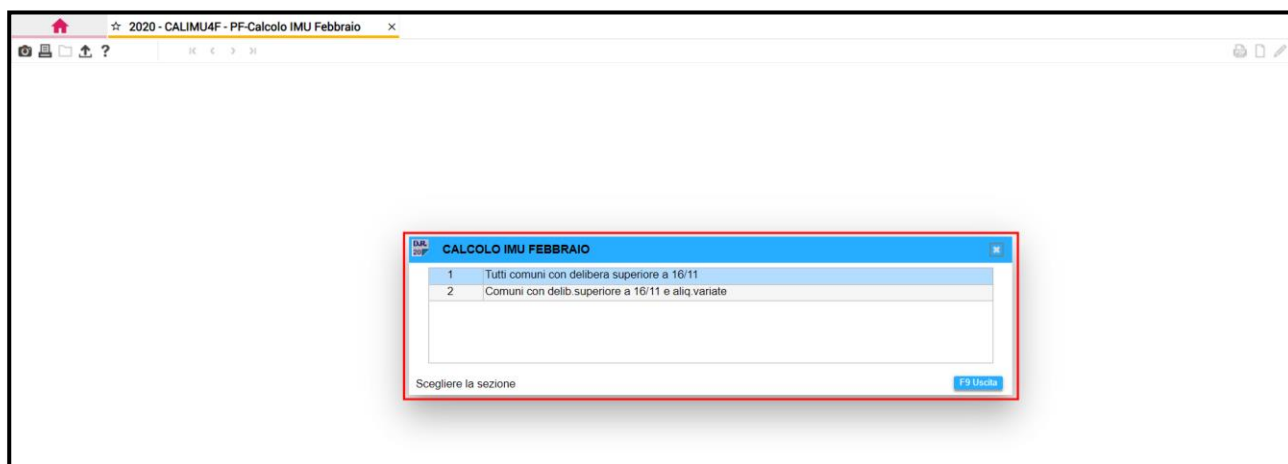 ☆ 2020 - CALIMU4F - PF-Calcolo IMU Febbraio ×
?
CALCOLO IMU FEBBRAIO
1 Tutti comuni con delibera superiore a 16/11
2 Comuni con delib.superiore a 16/11 e aliq.variate
Scegliere la sezione
F9 Uscita